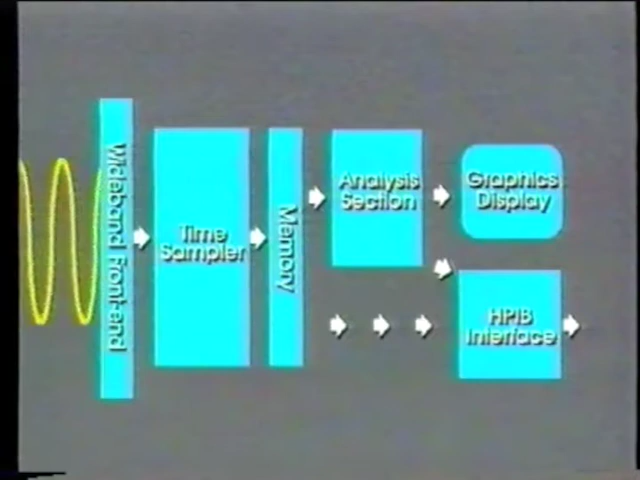 Wideband Front-end
Time
Sampler
Memory
Analysis
Section
Graphics
Display
HPIB
Interface